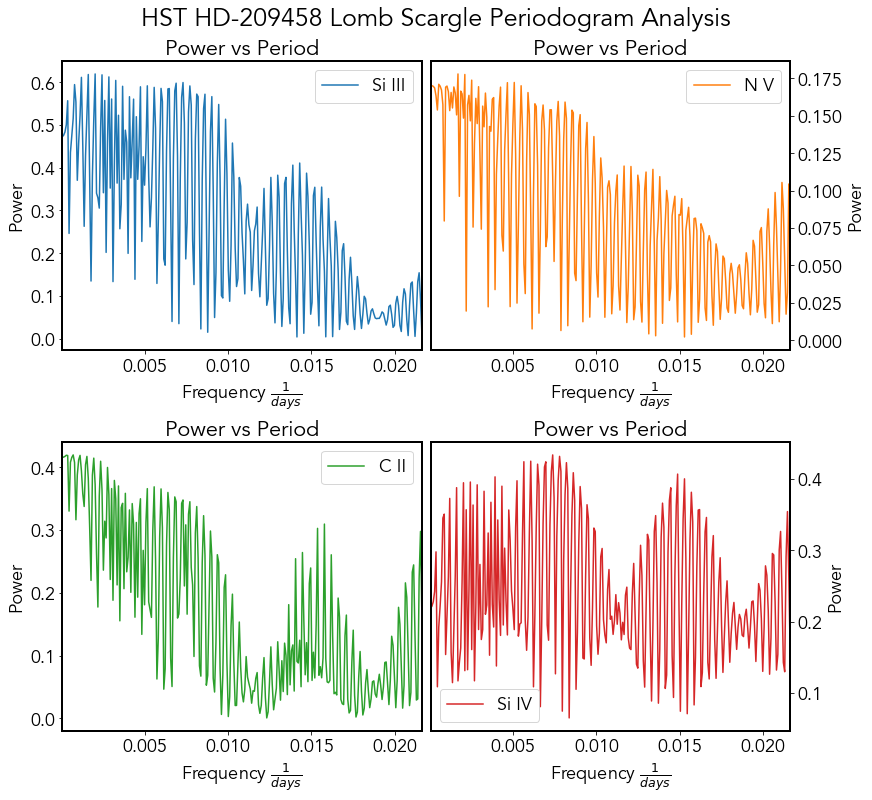 HST HD-209458 Lomb Scargle Periodogram Analysis
Power vs Period
Power
0.6
0.5
0.4
0.3
0.2
0.1
0.0
Si III
0.005 0.010 0.015 0.020
Frequency 1/days
Power vs Period
N V
0.175
0.150
0.125
0.100
0.075
0.050
0.025
0.000
Power
0.005 0.010 0.015 0.020
Frequency 1/days
Power vs Period
Power
0.4
0.3
0.2
0.1
0.0
C II
0.005 0.010 0.015 0.020
Frequency 1/days
Power vs Period
0.4
0.3
0.2
0.1
Power
Si IV
0.005 0.010 0.015 0.020
Frequency 1/days